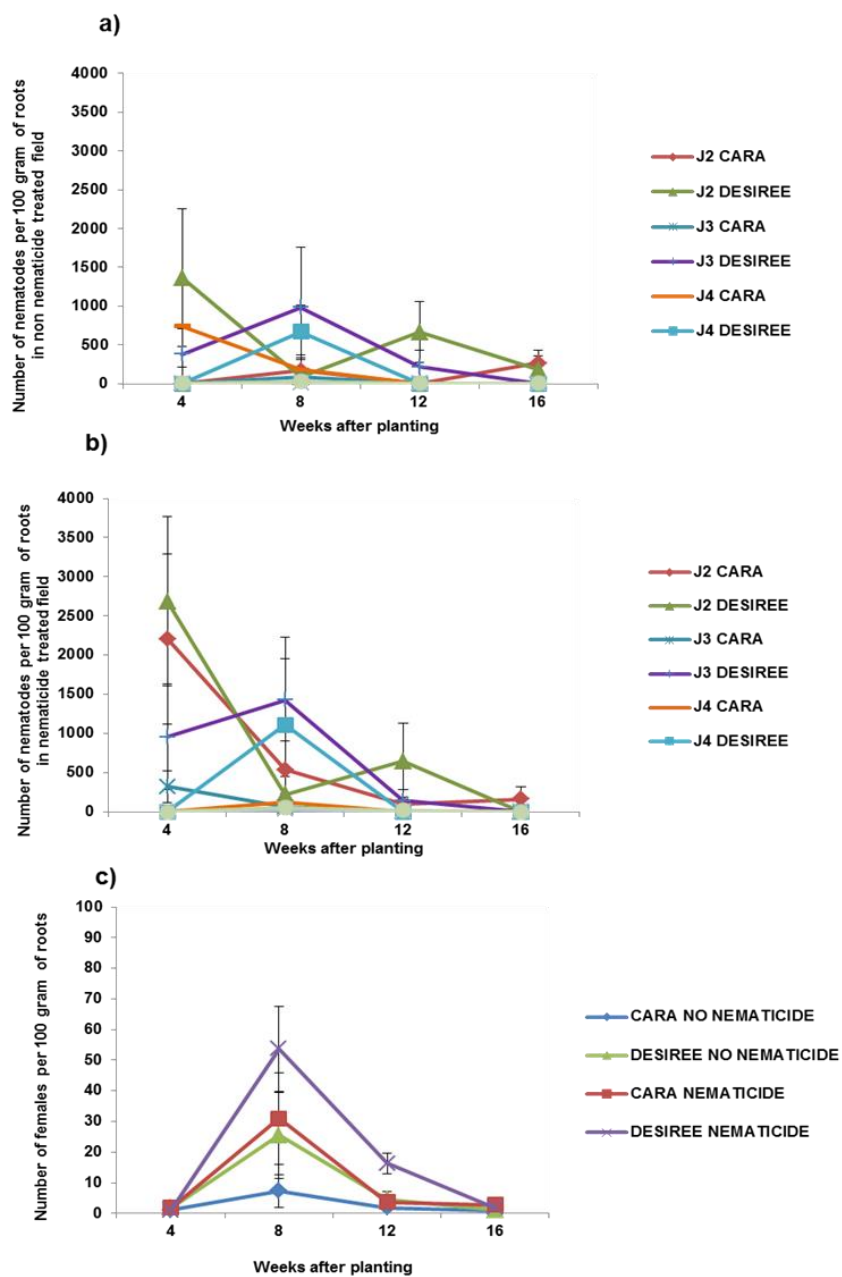 a)
Number of nematodes per 100 gram of roots
in non nematicide treated field
4000
3500
3000
2500
2000
1500
1000
500
0
4 8 12 16
Weeks after planting
J2 CARA
J2 DESIREE
J3 CARA
J3 DESIREE
J4 CARA
J4 DESIREE
b)
Number of nematodes per 100 gram of roots
in nematicide treated field
4000
3500
3000
2500
2000
1500
1000
500
0
4 8 12 16
Weeks after planting
J2 CARA
J2 DESIREE
J3 CARA
J3 DESIREE
J4 CARA
J4 DESIREE
c)
Number of females per 100 gram of roots
100
90
80
70
60
50
40
30
20
10
0
4 8 12 16
Weeks after planting
CARA NO NEMATICIDE
DESIREE NO NEMATICIDE
CARA NEMATICIDE
DESIREE NEMATICIDE